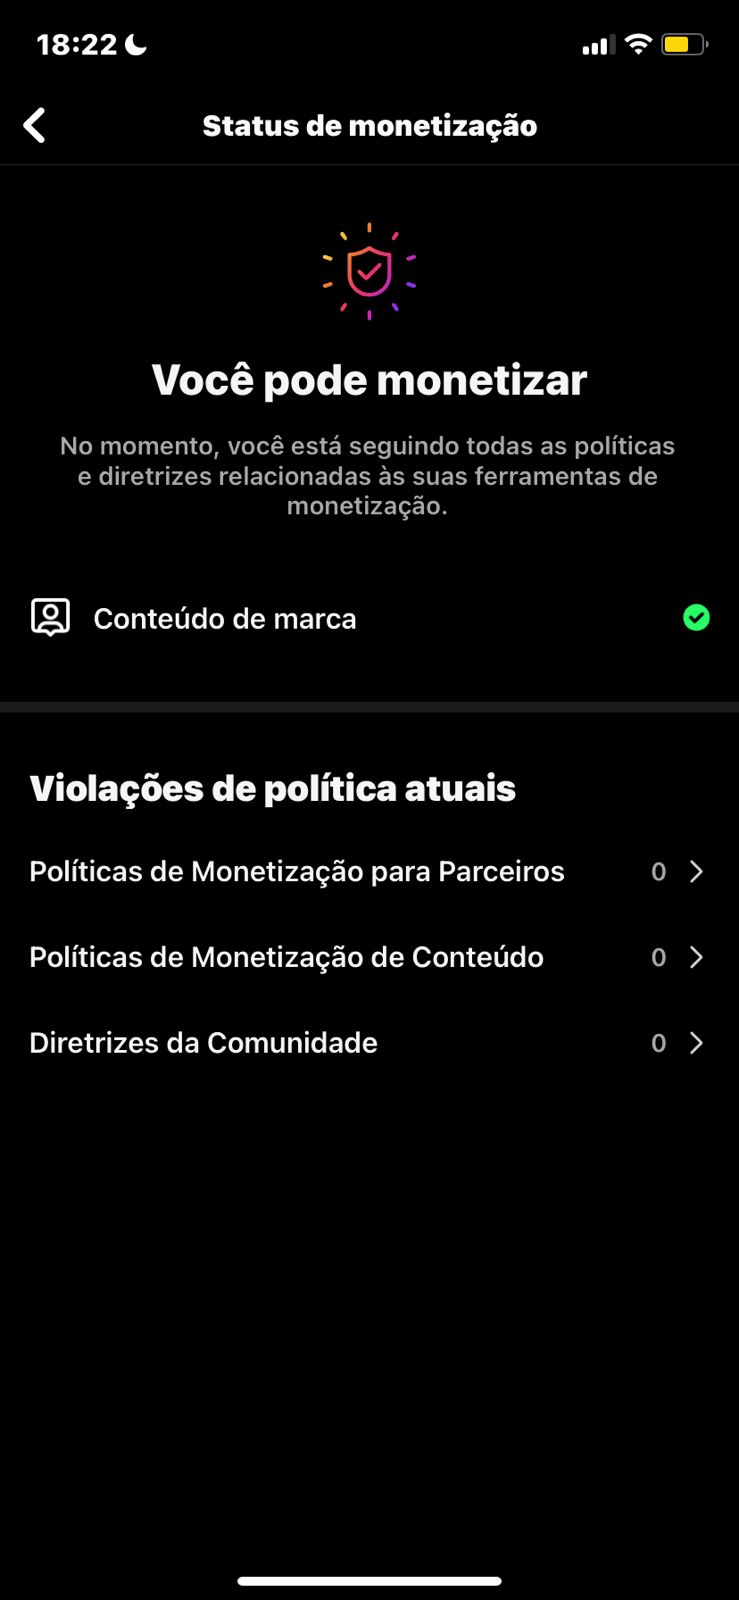 18:22
Status de monetização
Você pode monetizar
No momento, você está seguindo todas as políticas
e diretrizes relacionadas às suas ferramentas de
monetização.
Conteúdo de marca
Violações de política atuais
Políticas de Monetização para Parceiros 0
Políticas de Monetização de Conteúdo 0
Diretrizes da Comunidade 0